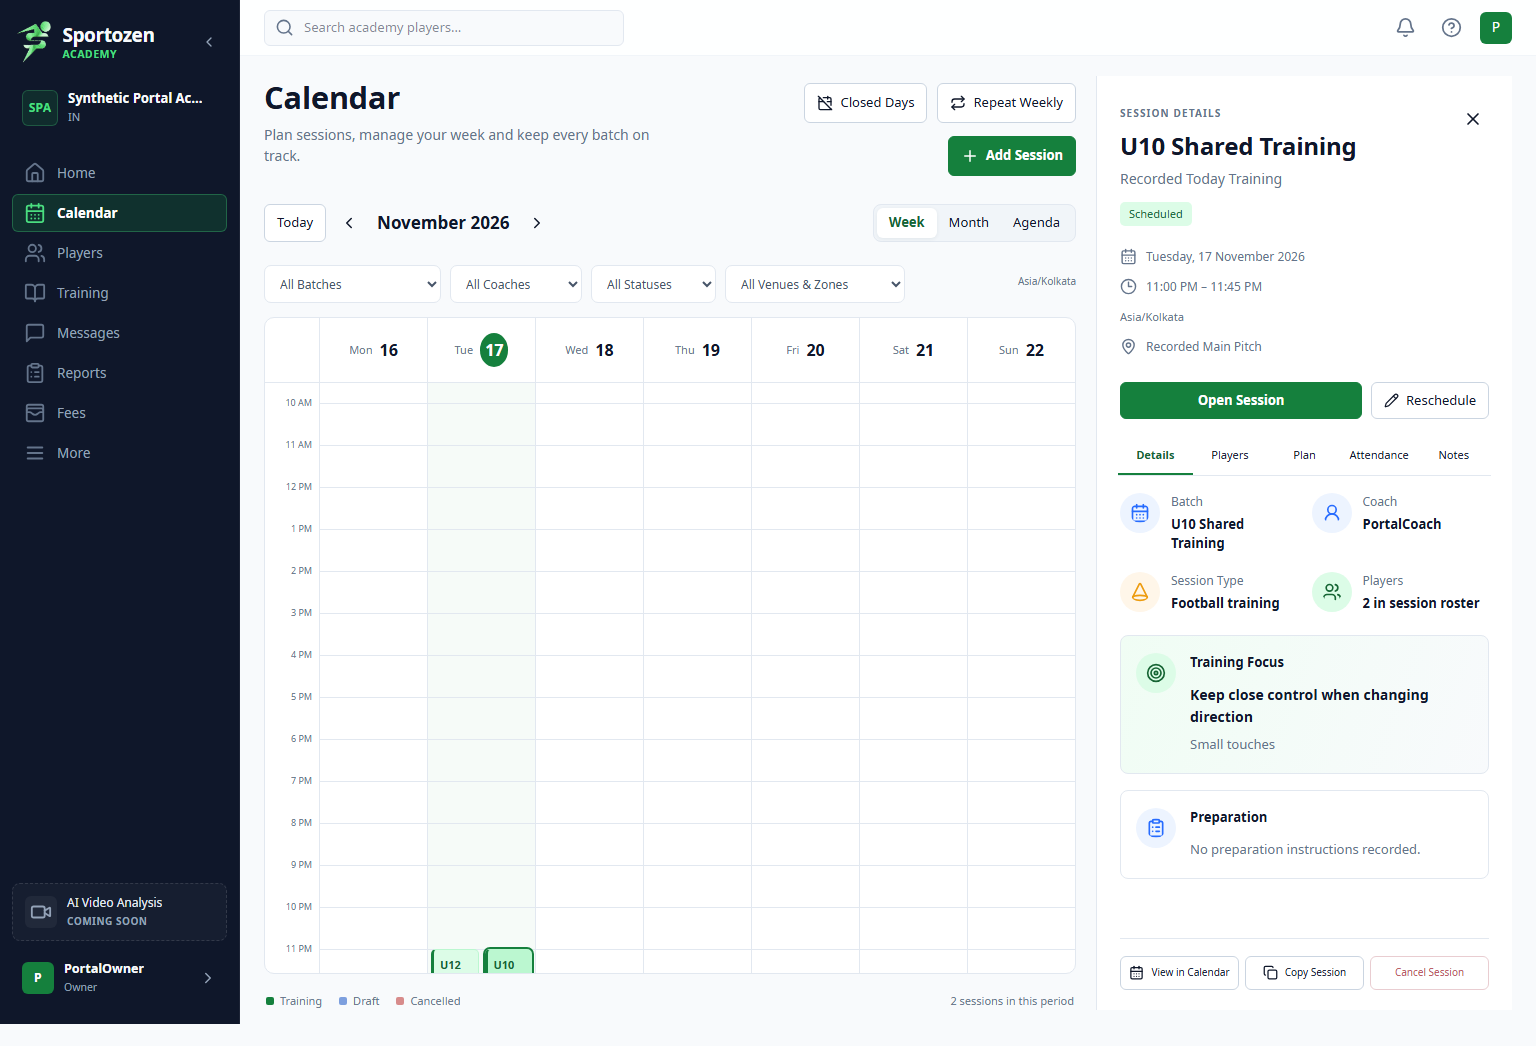 Sportozen
ACADEMY
SPA
Synthetic Portal Ac...
IN
Home
Calendar
Players
Training
Messages
Reports
Fees
More
AI Video Analysis
COMING SOON
P
PortalOwner
Owner
Search academy players...
P
Calendar
Plan sessions, manage your week and keep every batch on
track.
Closed Days
Repeat Weekly
Add Session
Today
November 2026
Week
Month
Agenda
All Batches
All Coaches
All Statuses
All Venues & Zones
Asia/Kolkata
Mon 16
Tue 17
Wed 18
Thu 19
Fri 20
Sat 21
Sun 22
10 AM
11 AM
12 PM
1 PM
2 PM
3 PM
4 PM
5 PM
6 PM
7 PM
8 PM
9 PM
10 PM
11 PM
U12
U10
Training
Draft
Cancelled
2 sessions in this period
SESSION DETAILS
U10 Shared Training
Recorded Today Training
Scheduled
Tuesday, 17 November 2026
11:00 PM – 11:45 PM
Asia/Kolkata
Recorded Main Pitch
Open Session
Reschedule
Details
Players
Plan
Attendance
Notes
Batch
U10 Shared
Training
Coach
PortalCoach
Session Type
Football training
Players
2 in session roster
Training Focus
Keep close control when changing
direction
Small touches
Preparation
No preparation instructions recorded.
View in Calendar
Copy Session
Cancel Session